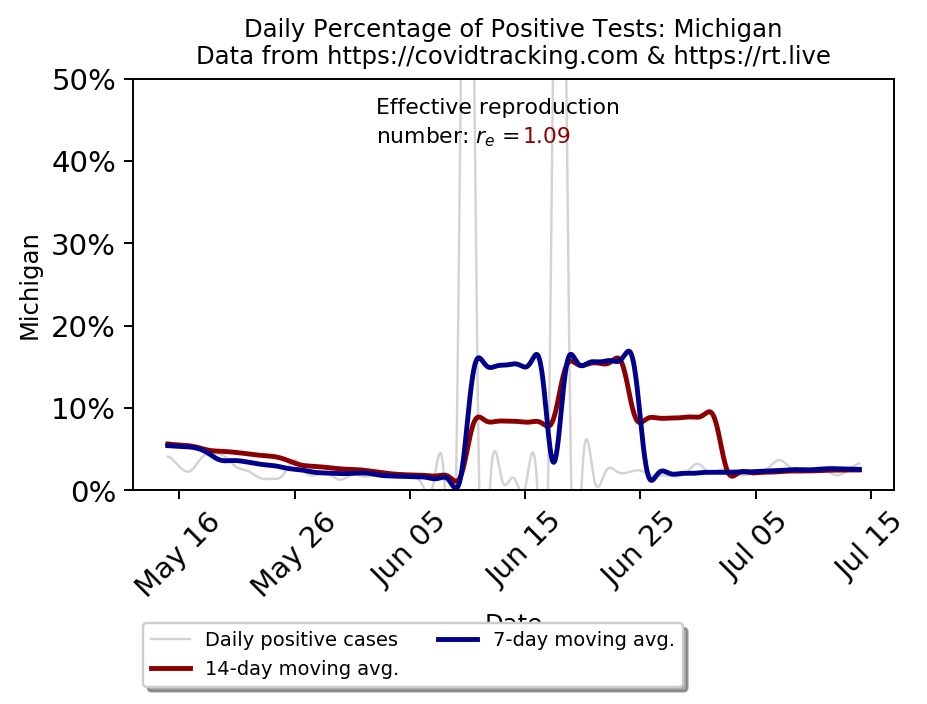 Daily Percentage of Positive Tests: Michigan
Data from https://covidtracking.com & https://rt.live
Effective reproduction
number: rₑ = 1.09
50%
40%
30%
20%
10%
0%
Michigan
May 16
May 26
Jun 05
Jun 15
Jun 25
Jul 05
Jul 15
Date
Daily positive cases
14-day moving avg.
7-day moving avg.